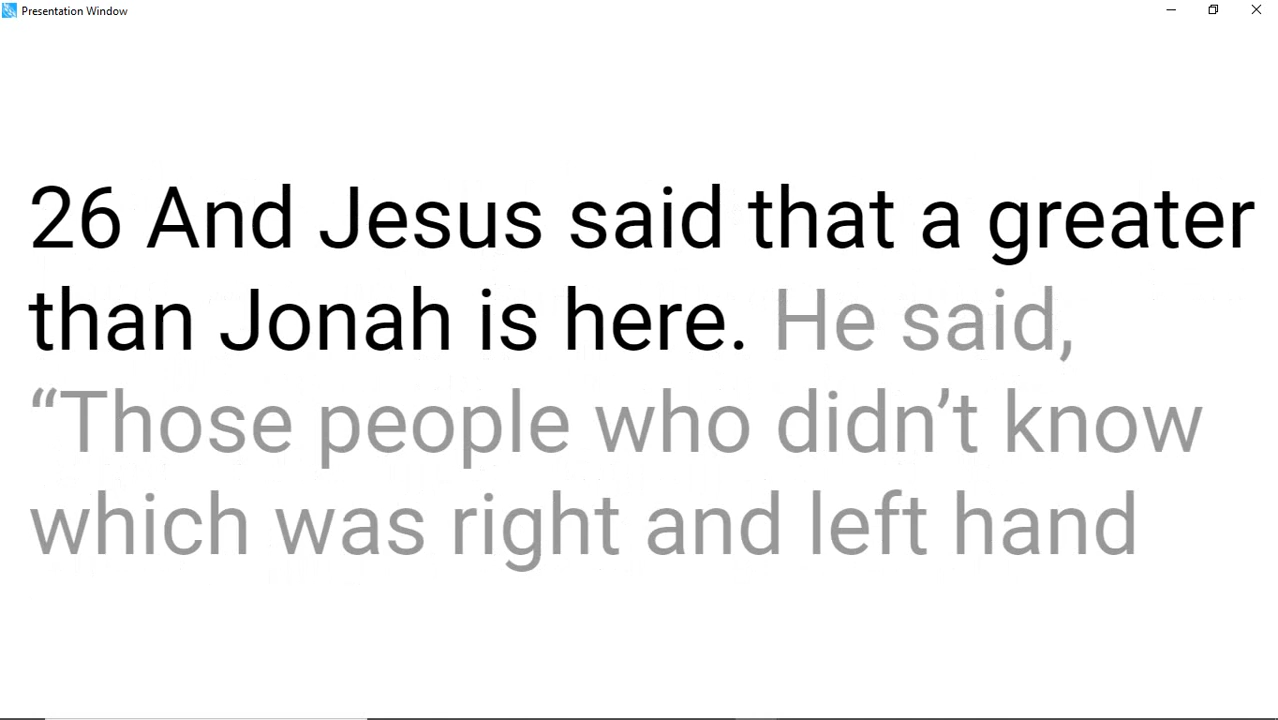 Presentation Window
26 And Jesus said that a greater
than Jonah is here. He said,
“Those people who didn’t know
which was right and left hand